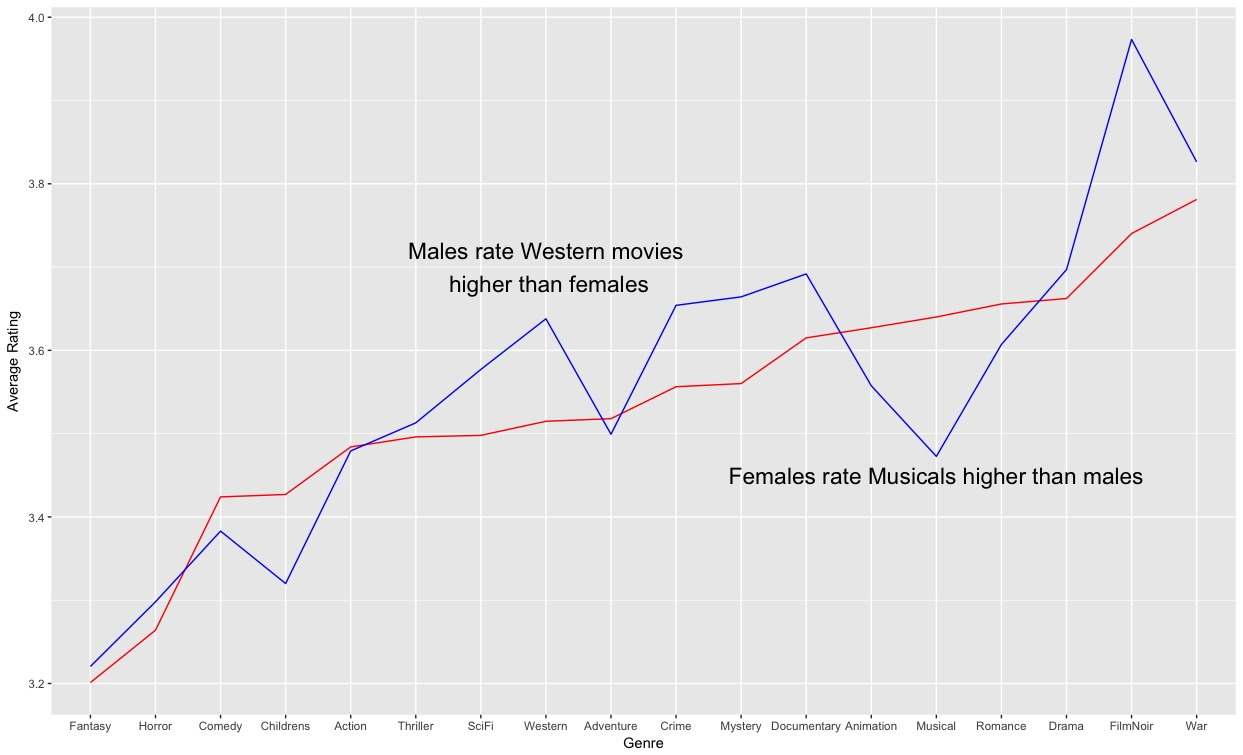 4.0
3.8
3.6
3.4
3.2
Average Rating
Males rate Western movies
higher than females
Females rate Musicals higher than males
Fantasy Horror Comedy Childrens Action Thriller SciFi Western Adventure Crime Mystery Documentary Animation Musical Romance Drama FilmNoir War
Genre